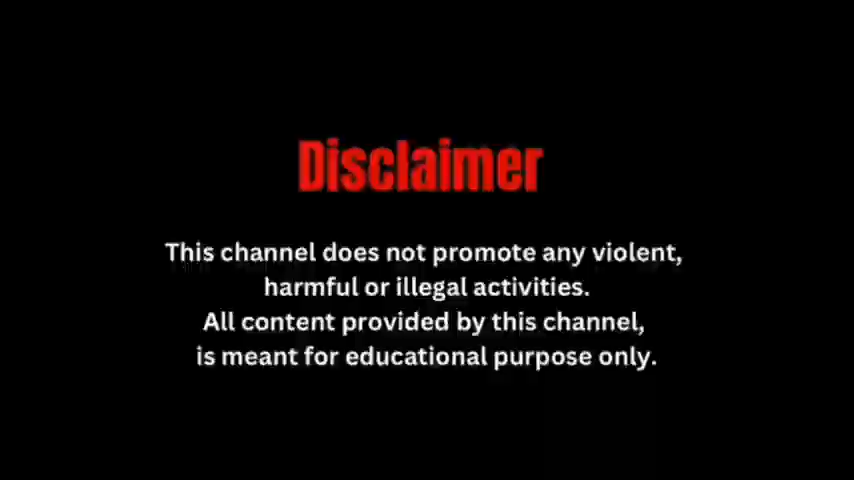 Disclaimer
This channel does not promote any violent,
harmful or illegal activities.
All content provided by this channel,
is meant for educational purpose only.